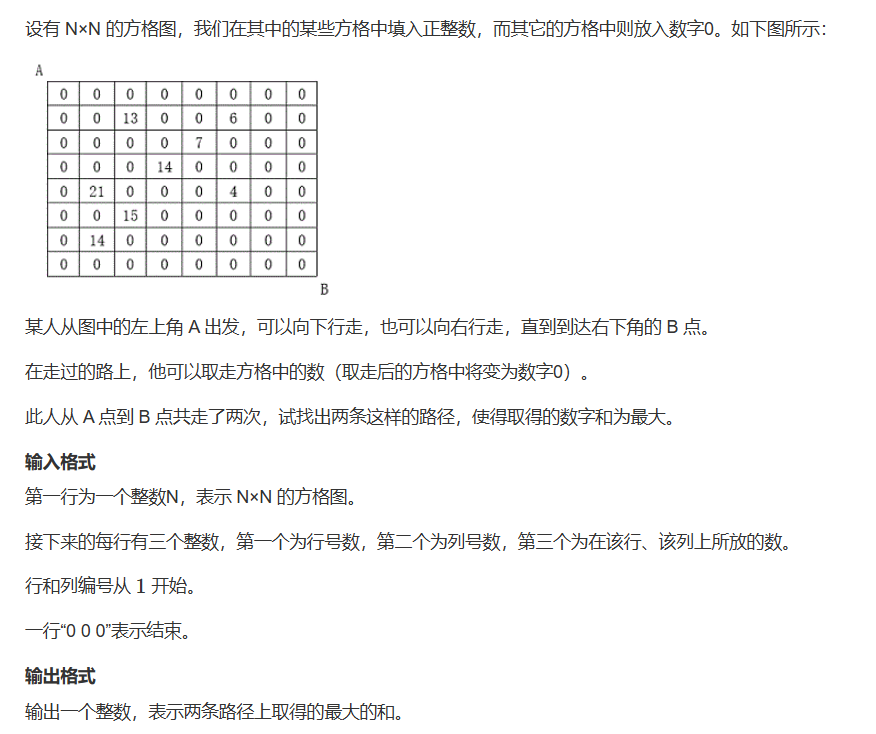 设有 N×N 的方格图，我们在其中的某些方格中填入正整数，而其它的方格中则放入数字0。如下图所示：
A
0 0 0 0 0 0 0 0
0 0 13 0 0 6 0 0
0 0 0 0 7 0 0 0
0 0 0 14 0 0 0 0
0 21 0 0 0 4 0 0
0 0 15 0 0 0 0 0
0 14 0 0 0 0 0 0
0 0 0 0 0 0 0 0
B
某人从图中的左上角 A 出发，可以向下行走，也可以向右行走，直到到达右下角的 B 点。
在走过的路上，他可以取走方格中的数（取走后的方格中将变为数字0）。
此人从 A 点到 B 点共走了两次，试找出两条这样的路径，使得取得的数字和为最大。
输入格式
第一行为一个整数N，表示 N×N 的方格图。
接下来的每行有三个整数，第一个为行号数，第二个为列号数，第三个为在该行、该列上所放的数。
行和列编号从 1 开始。
一行“0 0 0”表示结束。
输出格式
输出一个整数，表示两条路径上取得的最大的和。